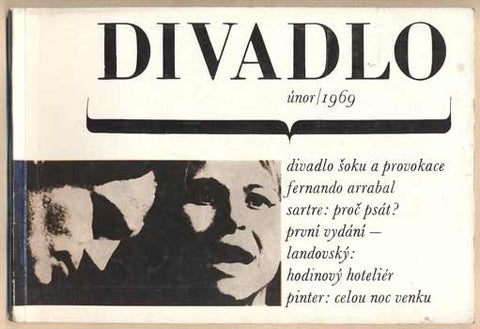 DIVADLO
únor/1969
divadlo šoku a provokace
fernando arrabal
sartre: proč psát?
první vydání –
landovský:
hodinový hoteliér
pinter: celou noc venku